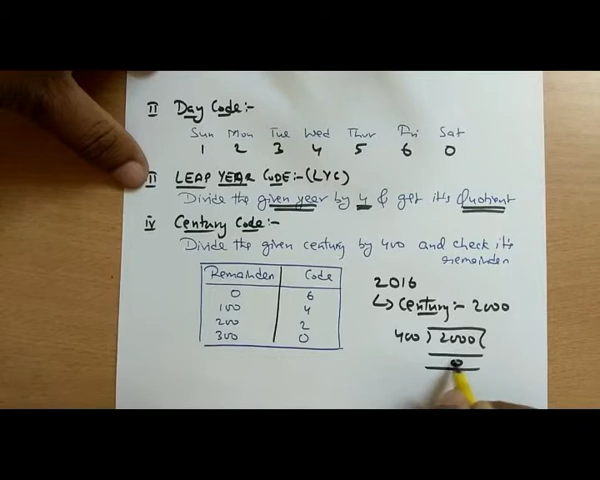 II Day Code:-
Sun Mon Tue Wed Thur Fri Sat
1 2 3 4 5 6 0
II LEAP YEAR CODE:-(LYC)
Divide the given year by 4 & get it's Quotient
iv Century Code:-
Divide the given century by 400 and check it's
remainder
Remainder Code
0 6
100 4
200 2
300 0
2016
↳ Century:- 2000
400 ) 2000 (
0